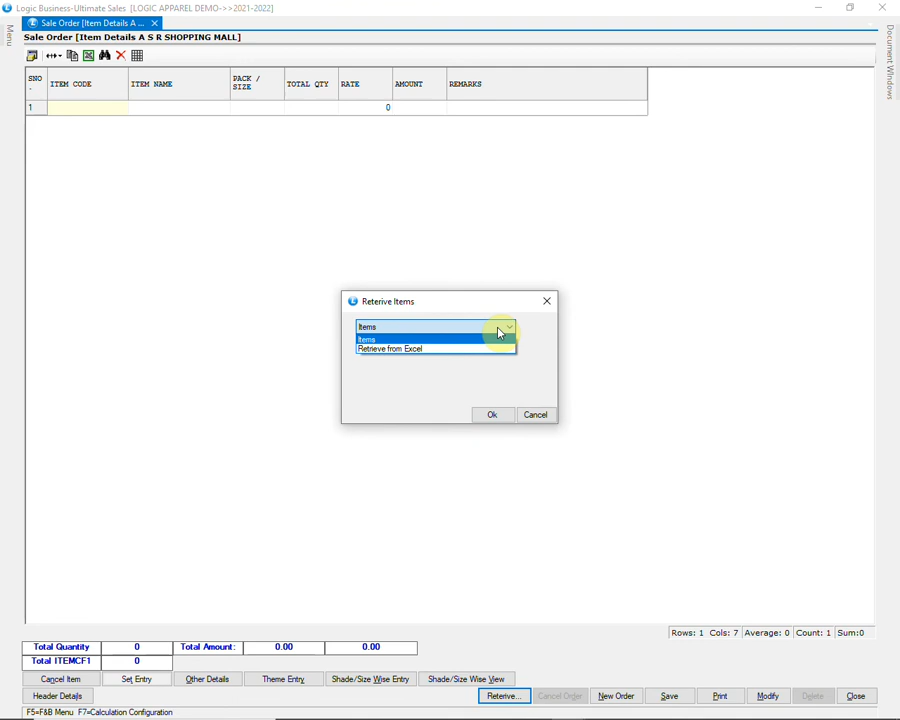 Logic Business-Ultimate Sales [LOGIC APPAREL DEMO->>2021-2022]
Menu
Sale Order [Item Details A ...
Document Windows
Sale Order [Item Details A S R SHOPPING MALL]
SNO . ITEM CODE ITEM NAME PACK / SIZE TOTAL QTY RATE AMOUNT REMARKS
1 0
Reterive Items
Items
Items
Retrieve from Excel
Ok Cancel
Rows: 1 Cols: 7 Average: 0 Count: 1 Sum:0
Total Quantity 0 Total Amount: 0.00 0.00
Total ITEMCF1 0
Cancel Item Set Entry Other Details Theme Entry Shade/Size Wise Entry Shade/Size Wise View
Header Details Reterive... Cancel Order New Order Save Print Modify Delete Close
F5=F&B Menu F7=Calculation Configuration